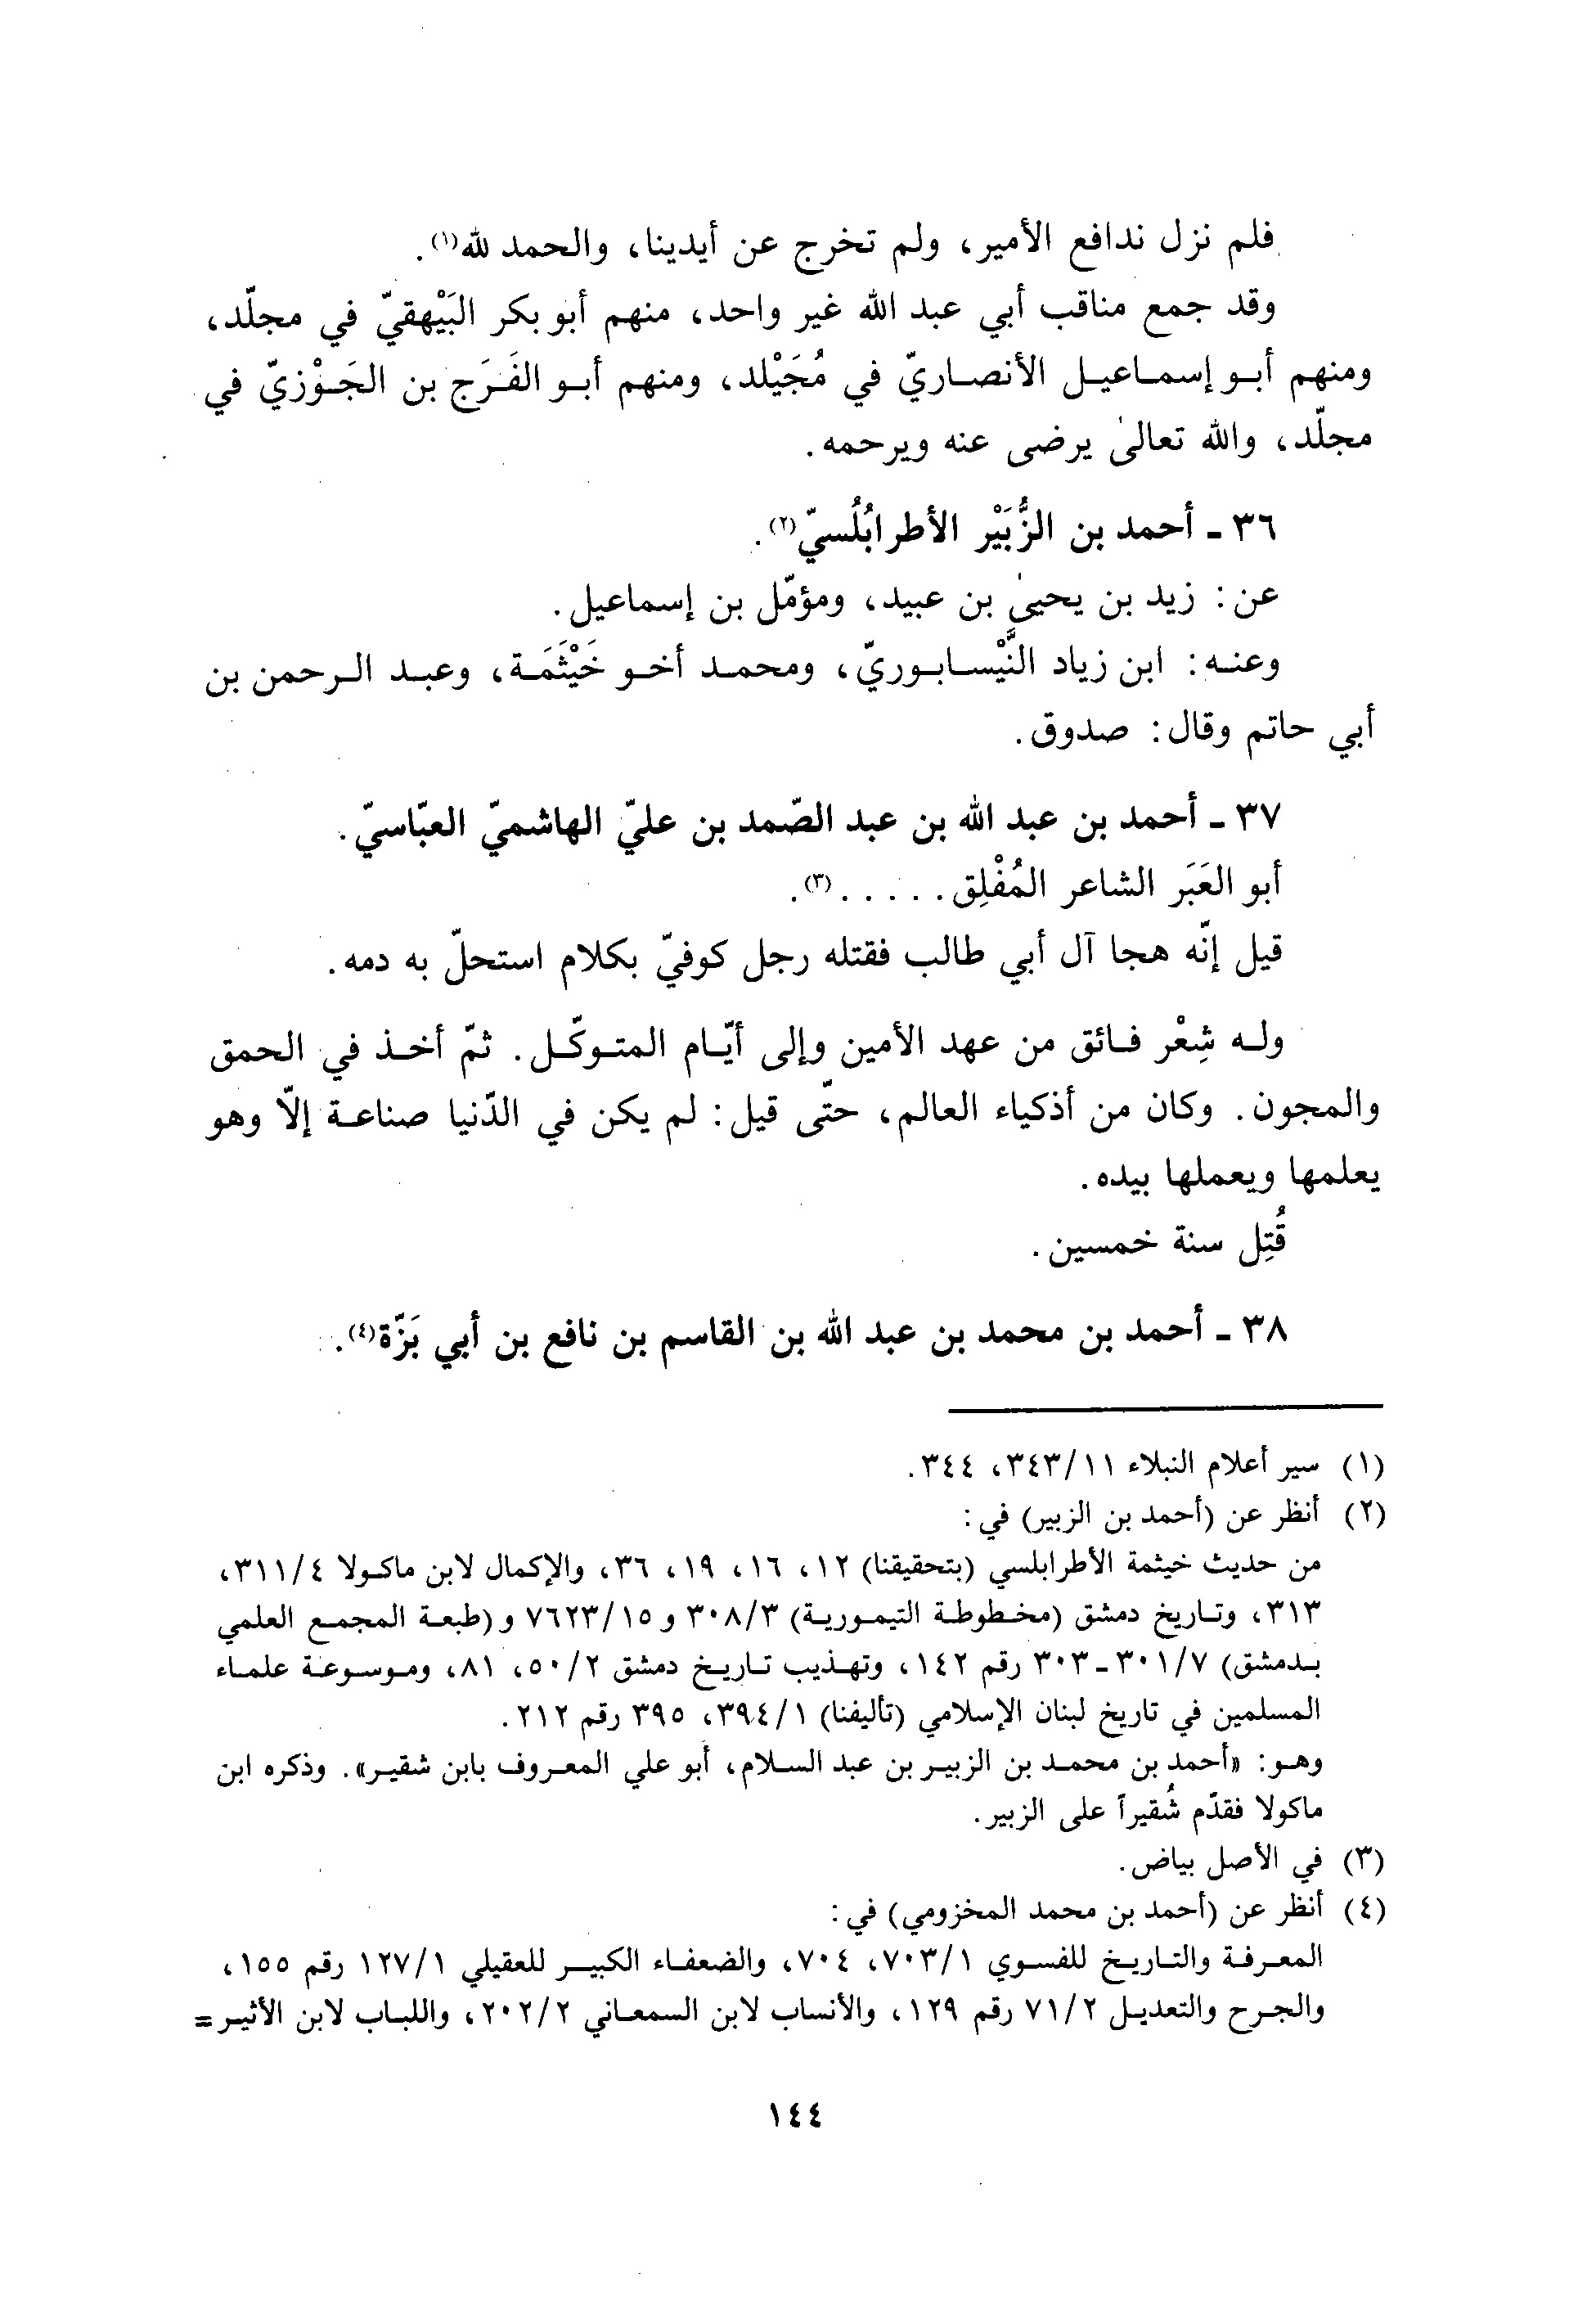 فلم نزل ندافع الأمير، ولم تخرج عن أيدينا، والحمد لله(١).
وقد جمع مناقب أبي عبد الله غير واحد، منهم أبو بكر البَيْهقيّ في مجلّد،
ومنهم أبو إسماعيل الأنصاريّ في مُجَيْلد، ومنهم أبو الفَرَج بن الجَوْزيّ في
مجلّد، والله تعالىٰ يرضى عنه ويرحمه.
٣٦ ـ أحمد بن الزُّبَيْر الأطرابُلُسيّ(٢).
عن: زيد بن يحيىٰ بن عبيد، ومؤمّل بن إسماعيل.
وعنه: ابن زياد النَّيْسابوريّ، ومحمد أخو خَيْثَمَة، وعبد الرحمن بن
أبي حاتم وقال: صدوق.
٣٧ ـ أحمد بن عبد الله بن عبد الصّمد بن عليّ الهاشميّ العبّاسيّ.
أبو العَبَر الشاعر المُفْلِق. . . . . .(٣).
قيل إنّه هجا آل أبي طالب فقتله رجل كوفيّ بكلام استحلّ به دمه.
وله شِعْر فائق من عهد الأمين وإلى أيّام المتوكّل. ثمّ أخذ في الحمق
والمجون. وكان من أذكياء العالم، حتّى قيل: لم يكن في الدّنيا صناعة إلّا وهو
يعلمها ويعملها بيده.
قُتِل سنة خمسين.
٣٨ ـ أحمد بن محمد بن عبد الله بن القاسم بن نافع بن أبي بَزّة(٤).
(١) سير أعلام النبلاء ٣٤٣/١١، ٣٤٤.
(٢) أنظر عن (أحمد بن الزبير) في:
من حديث خيثمة الأطرابلسي (بتحقيقنا) ١٢، ١٦، ١٩، ٣٦، والإكمال لابن ماكولا ٣١١/٤،
٣١٣، وتاريخ دمشق (مخطوطة التيمورية) ٣٠٨/٣ و ٧٦٢٣/١٥ و (طبعة المجمع العلمي
بدمشق) ٣٠١/٧ ـ ٣٠٣ رقم ١٤٢، وتهذيب تاريخ دمشق ٥٠/٢، ٨١، وموسوعة علماء
المسلمين في تاريخ لبنان الإسلامي (تأليفنا) ٣٩٤/١، ٣٩٥ رقم ٢١٢.
وهو: «أحمد بن محمد بن الزبير بن عبد السلام، أبو علي المعروف بابن شقير». وذكره ابن
ماكولا فقدّم شُقيراً على الزبير.
(٣) في الأصل بياض.
(٤) أنظر عن (أحمد بن محمد المخزومي) في:
المعرفة والتاريخ للفسوي ٧٠٣/١، ٧٠٤، والضعفاء الكبير للعقيلي ١٢٧/١ رقم ١٥٥،
والجرح والتعديل ٧١/٢ رقم ١٢٩، والأنساب لابن السمعاني ٢٠٢/٢، واللباب لابن الأثير=
١٤٤